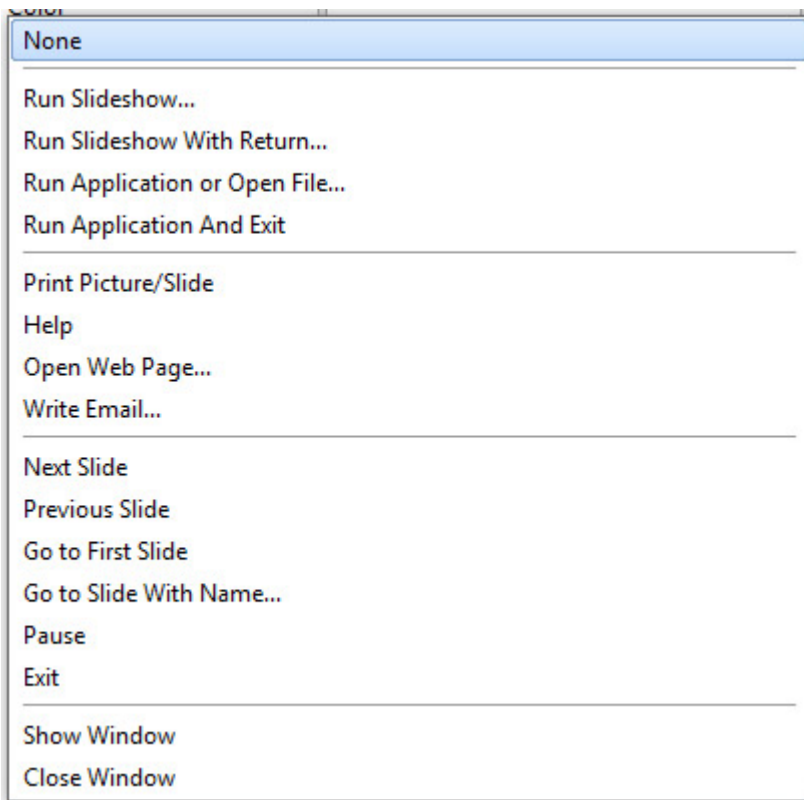 Color
None
Run Slideshow...
Run Slideshow With Return...
Run Application or Open File...
Run Application And Exit
Print Picture/Slide
Help
Open Web Page...
Write Email...
Next Slide
Previous Slide
Go to First Slide
Go to Slide With Name...
Pause
Exit
Show Window
Close Window